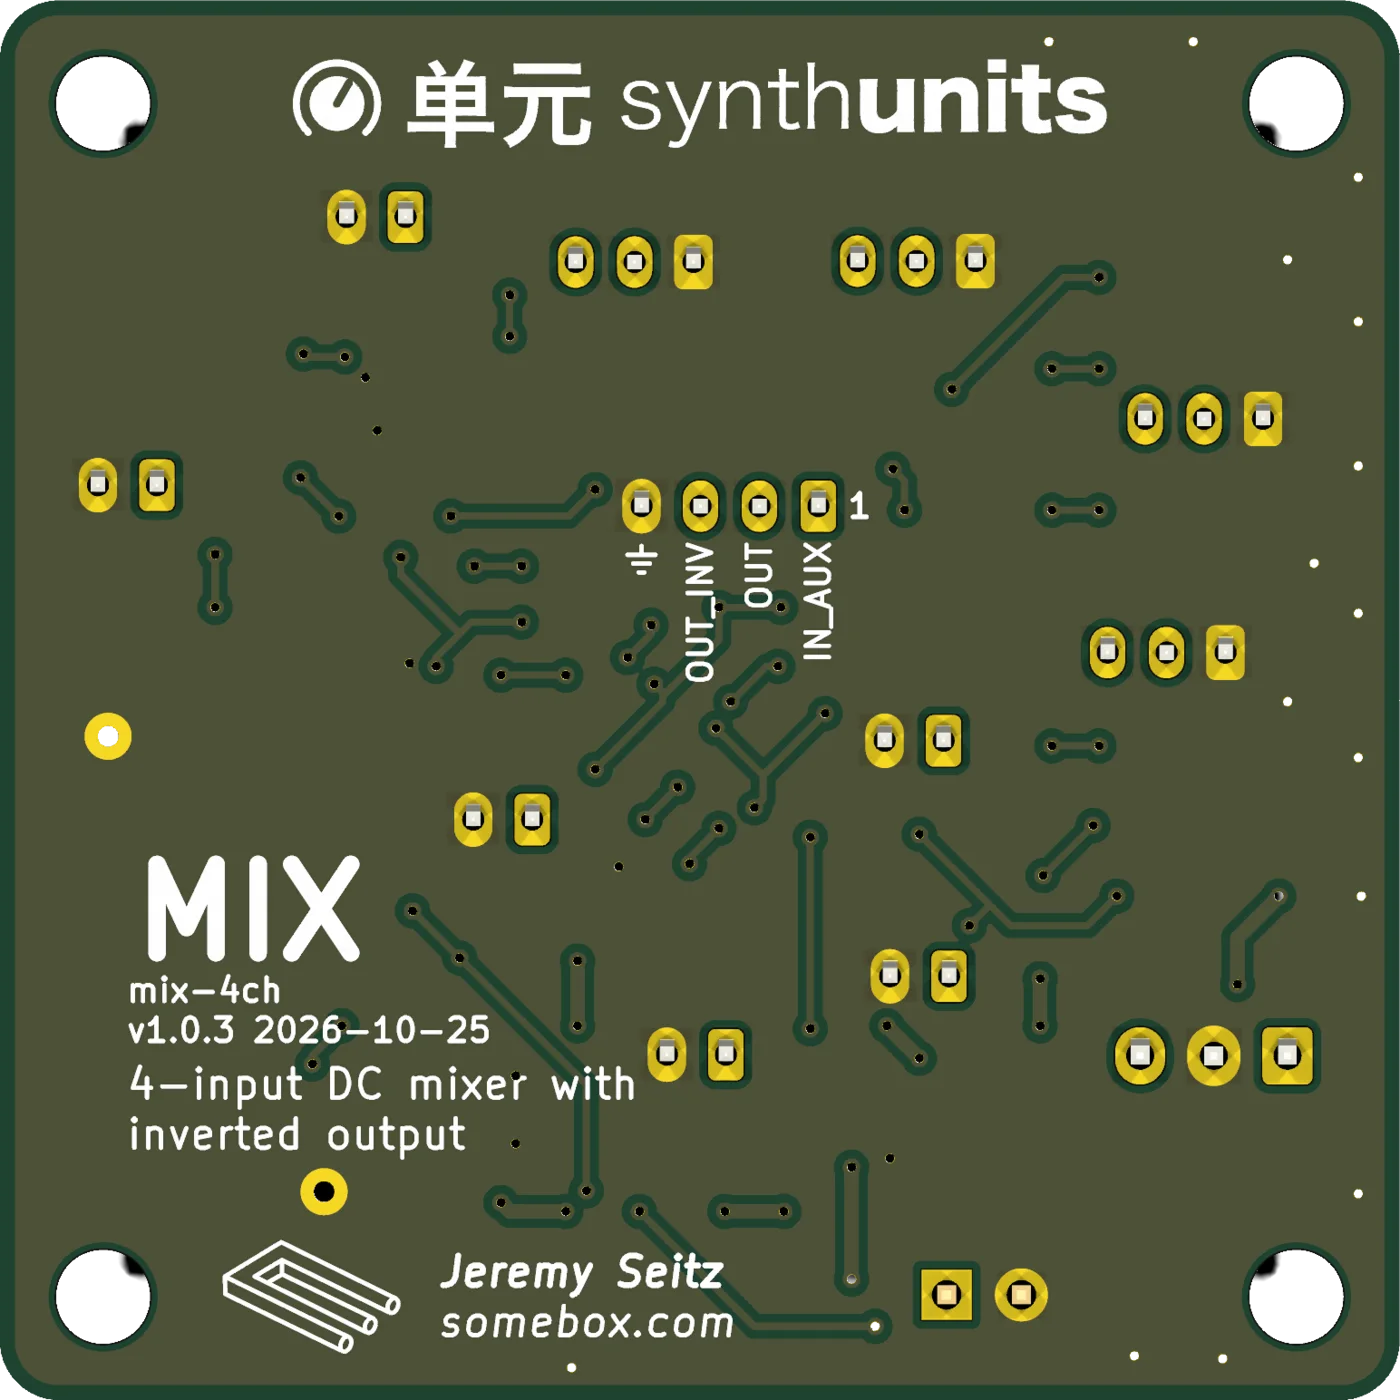 单元 synthunits
1
OUT_INV
OUT
IN_AUX
MIX
mix-4ch
v1.0.3 2026-10-25
4-input DC mixer with
inverted output
Jeremy Seitz
somebox.com